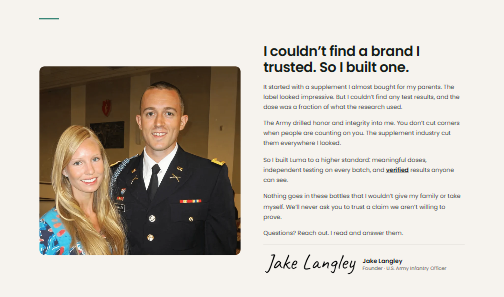 I couldn't find a brand I
trusted. So I built one.
It started with a supplement I almost bought for my parents. The
label looked impressive. But I couldn't find any test results, and the
dose was a fraction of what the research used.
The Army drilled honor and integrity into me. You don't cut corners
when people are counting on you. The supplement industry cut
them everywhere I looked.
So I built Luma to a higher standard: meaningful doses,
independent testing on every batch, and verified results anyone
can see.
Nothing goes in these bottles that I wouldn't give my family or take
myself. We'll never ask you to trust a claim we aren't willing to
prove.
Questions? Reach out. I read and answer them.
Jake Langley
Jake Langley
Founder · U.S. Army Infantry Officer